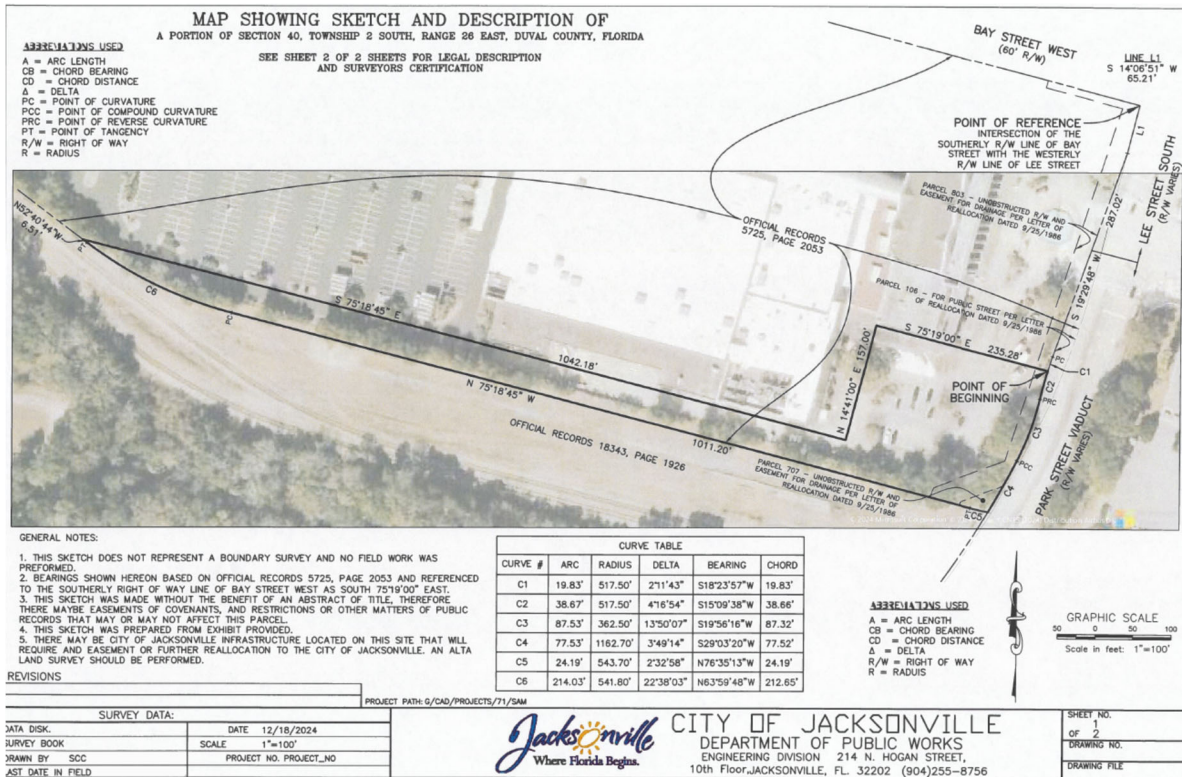 MAP SHOWING SKETCH AND DESCRIPTION OF
A PORTION OF SECTION 40, TOWNSHIP 2 SOUTH, RANGE 26 EAST, DUVAL COUNTY, FLORIDA
SEE SHEET 2 OF 2 SHEETS FOR LEGAL DESCRIPTION
AND SURVEYORS CERTIFICATION
ABBREVIATIONS USED
A = ARC LENGTH
CB = CHORD BEARING
CD = CHORD DISTANCE
Δ = DELTA
PC = POINT OF CURVATURE
PCC = POINT OF COMPOUND CURVATURE
PRC = POINT OF REVERSE CURVATURE
PT = POINT OF TANGENCY
R/W = RIGHT OF WAY
R = RADIUS
BAY STREET WEST
(60' R/W)
LINE L1
S 14°06'51" W
65.21'
POINT OF REFERENCE
INTERSECTION OF THE
SOUTHERLY R/W LINE OF BAY
STREET WITH THE WESTERLY
R/W LINE OF LEE STREET
L1
LEE STREET SOUTH
(R/W VARIES)
287.02'
S 19°29'48" W
PARCEL 803 - UNOBSTRUCTED R/W AND
EASEMENT FOR DRAINAGE PER LETTER OF
REALLOCATION DATED 9/25/1986
OFFICIAL RECORDS
5725, PAGE 2053
PARCEL 106 - FOR PUBLIC STREET PER LETTER
OF REALLOCATION DATED 9/25/1986
N52°40'44"W
6.51'
PT
C6
PC
S 75°18'45" E
1042.18'
N 75°18'45" W
1011.20'
OFFICIAL RECORDS 18343, PAGE 1926
N 14°41'00" E 157.00'
S 75°19'00" E 235.28'
POINT OF
BEGINNING
PC
C1
C2
PRC
C3
PCC
C4
PARK STREET VIADUCT
(R/W VARIES)
PARCEL 707 - UNOBSTRUCTED R/W AND
EASEMENT FOR DRAINAGE PER LETTER OF
REALLOCATION DATED 9/25/1986
PT
C5
GENERAL NOTES:
1. THIS SKETCH DOES NOT REPRESENT A BOUNDARY SURVEY AND NO FIELD WORK WAS
PREFORMED.
2. BEARINGS SHOWN HEREON BASED ON OFFICIAL RECORDS 5725, PAGE 2053 AND REFERENCED
TO THE SOUTHERLY RIGHT OF WAY LINE OF BAY STREET WEST AS SOUTH 75°19'00" EAST.
3. THIS SKETCH WAS MADE WITHOUT THE BENEFIT OF AN ABSTRACT OF TITLE, THEREFORE
THERE MAYBE EASEMENTS OF COVENANTS, AND RESTRICTIONS OR OTHER MATTERS OF PUBLIC
RECORDS THAT MAY OR MAY NOT AFFECT THIS PARCEL.
4. THIS SKETCH WAS PREPARED FROM EXHIBIT PROVIDED.
5. THERE MAY BE CITY OF JACKSONVILLE INFRASTRUCTURE LOCATED ON THIS SITE THAT WILL
REQUIRE AND EASEMENT OR FURTHER REALLOCATION TO THE CITY OF JACKSONVILLE. AN ALTA
LAND SURVEY SHOULD BE PERFORMED.
CURVE TABLE
CURVE # ARC RADIUS DELTA BEARING CHORD
C1 19.83' 517.50' 2°11'43" S18°23'57"W 19.83'
C2 38.67' 517.50' 4°16'54" S15°09'38"W 38.66'
C3 87.53' 362.50' 13°50'07" S19°56'16"W 87.32'
C4 77.53' 1162.70' 3°49'14" S29°03'20"W 77.52'
C5 24.19' 543.70' 2°32'58" N76°35'13"W 24.19'
C6 214.03' 541.80' 22°38'03" N63°59'48"W 212.65'
ABBREVIATIONS USED
A = ARC LENGTH
CB = CHORD BEARING
CD = CHORD DISTANCE
Δ = DELTA
R/W = RIGHT OF WAY
R = RADUIS
GRAPHIC SCALE
50 0 50 100
Scale in feet: 1"=100'
REVISIONS
PROJECT PATH: G/CAD/PROJECTS/71/SAM
SURVEY DATA:
DATA DISK. DATE 12/18/2024
SURVEY BOOK SCALE 1"=100'
DRAWN BY SCC PROJECT NO. PROJECT_NO
LAST DATE IN FIELD
Jacksonville
Where Florida Begins.
CITY OF JACKSONVILLE
DEPARTMENT OF PUBLIC WORKS
ENGINEERING DIVISION 214 N. HOGAN STREET,
10th Floor,JACKSONVILLE, FL. 32202 (904)255-8756
SHEET NO.
1
OF 2
DRAWING NO.
DRAWING FILE